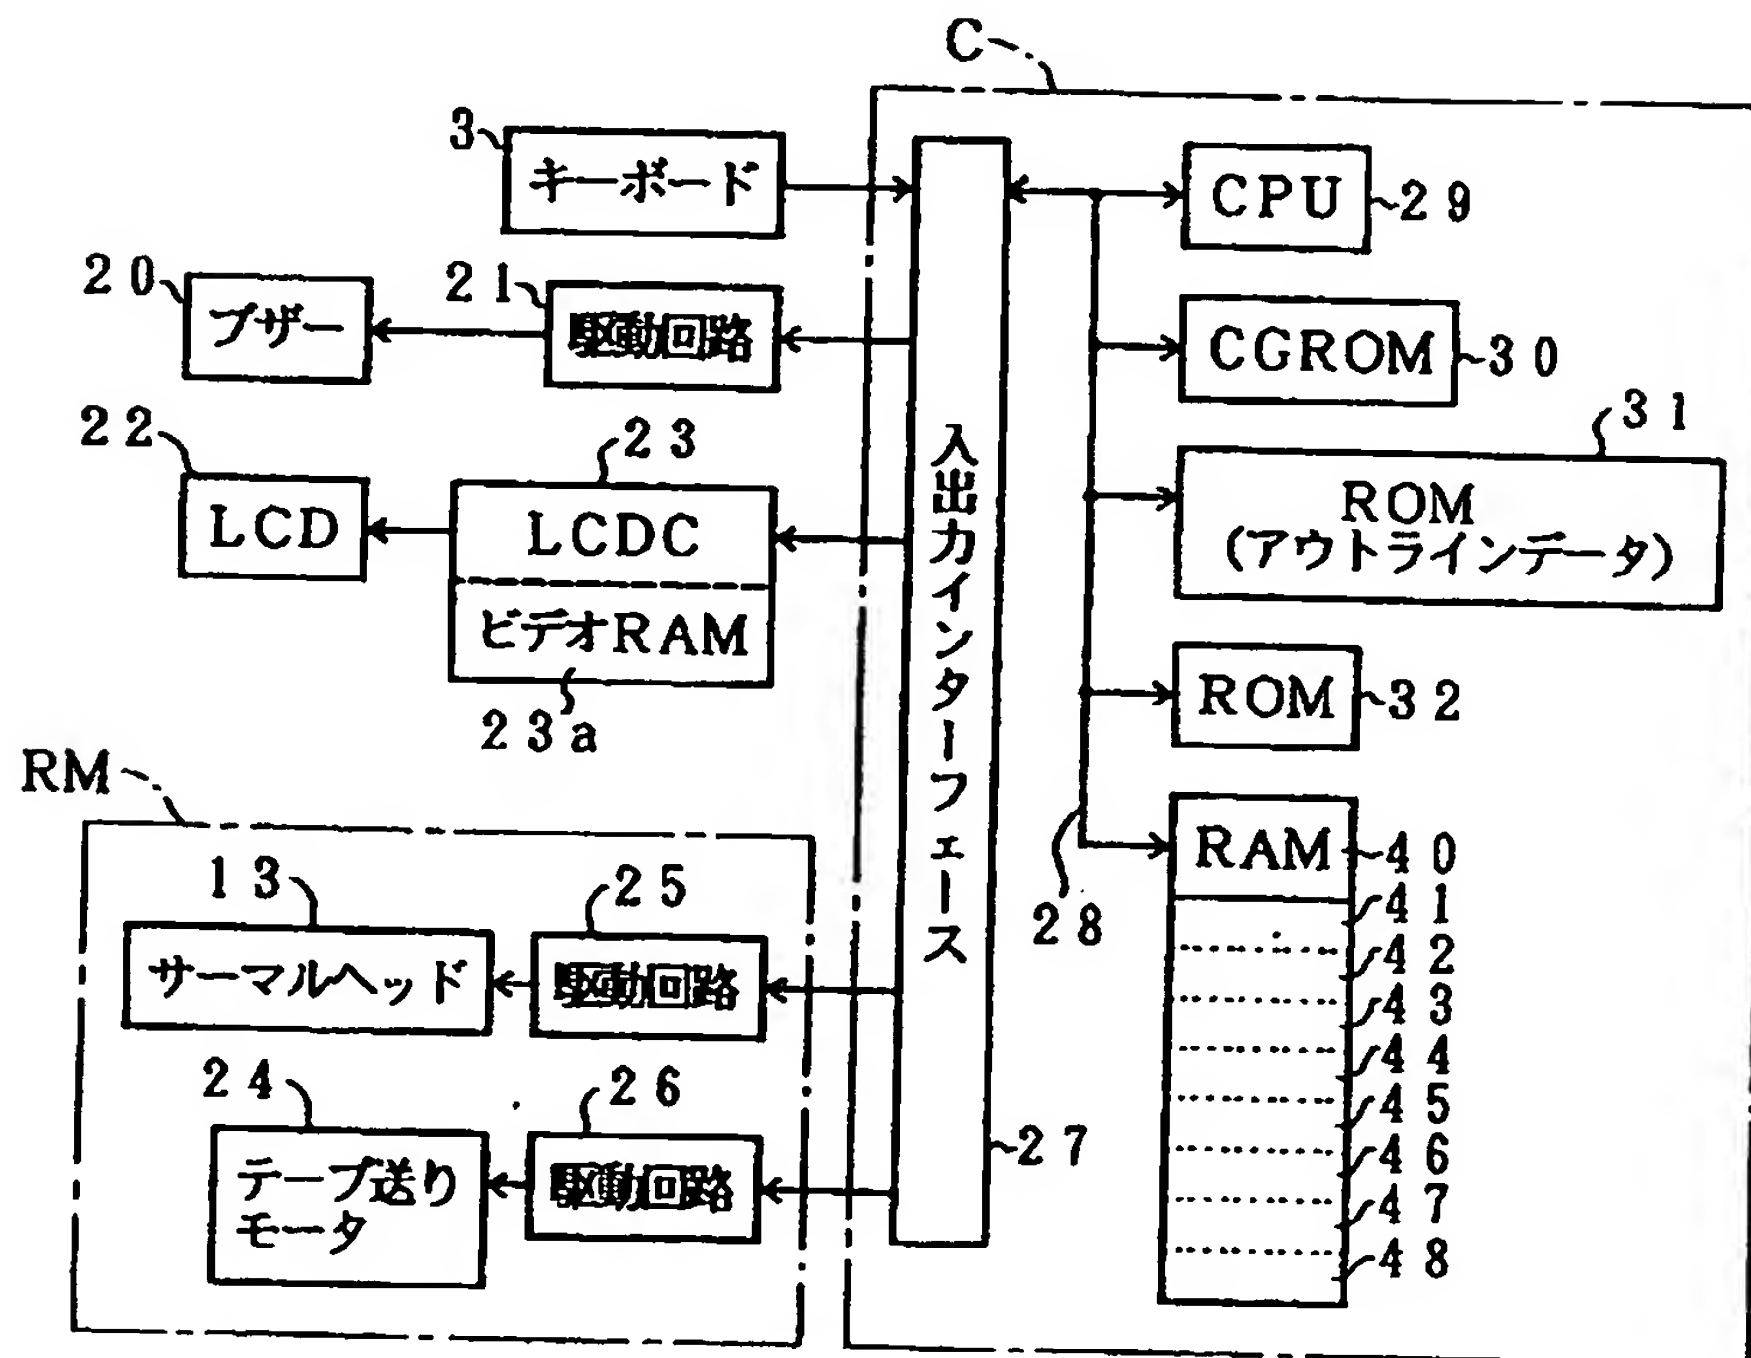 C
3
キーボード
CPU
29
20
ブザー
21
駆動回路
CGROM
30
22
LCD
23
LCDC
ビデオRAM
23a
31
ROM
(アウトラインデータ)
入出力インターフェース
ROM
32
RM
13
サーマルヘッド
25
駆動回路
28
RAM
40
41
42
43
44
45
46
47
48
24
テープ送り
モータ
26
駆動回路
27